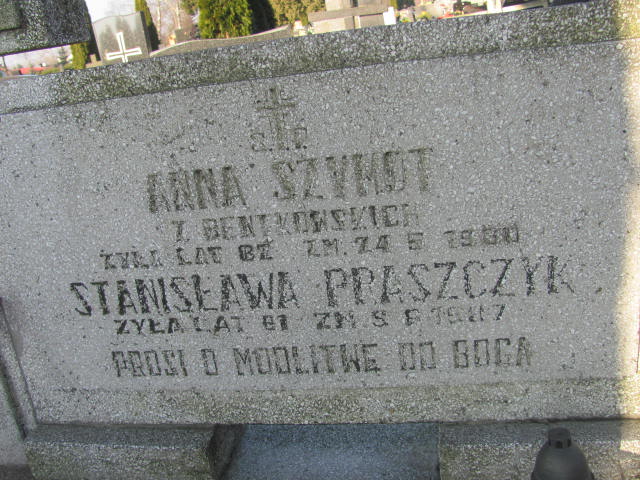 Ś. P.
ANNA SZYMOT
Z BENTKOWSKICH
ŻYŁA LAT 82 ZM. 24 5 1980
STANISŁAWA PRASZCZYK
ŻYŁA LAT 81 ZM. 5 1987
PROSI O MODLITWĘ DO BOGA